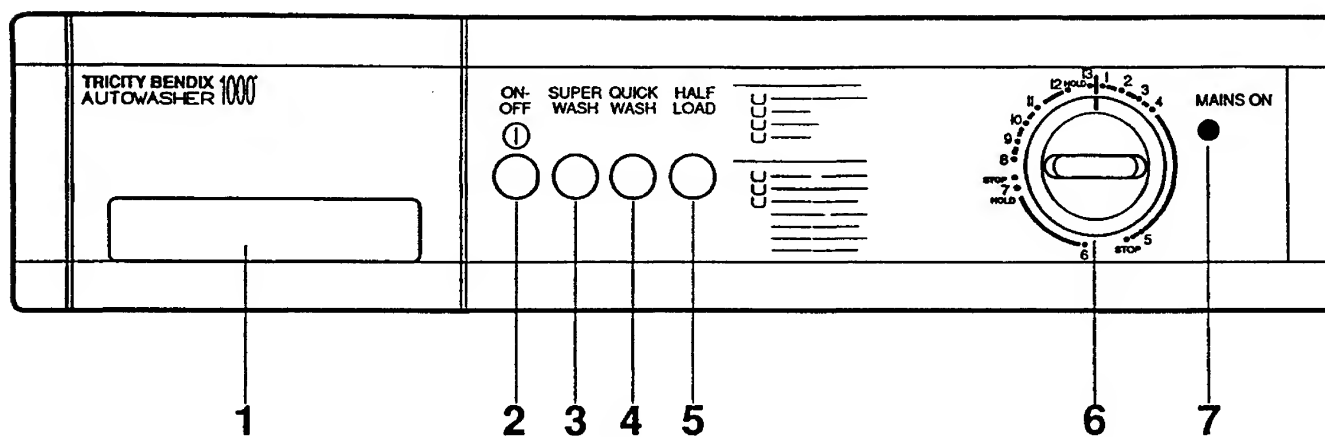 TRICITY BENDIX 1000
AUTOWASHER
ON-
OFF
SUPER
WASH
QUICK
WASH
HALF
LOAD
13
HOLD
12
11
10
9
8
STOP
7
HOLD
6
STOP
5
4
3
2
1
MAINS ON
1 2 3 4 5 6 7